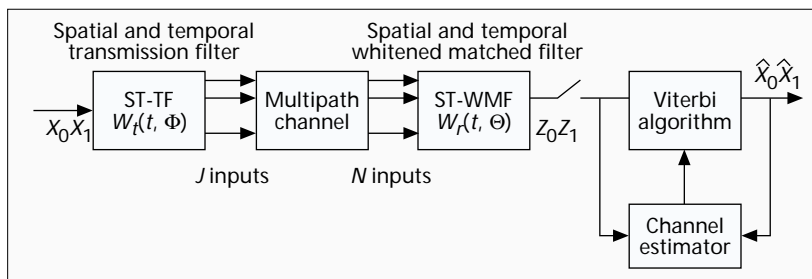 Spatial and temporal
transmission filter
Spatial and temporal
whitened matched filter
X̂0X̂1
ST-TF
Wt(t, Φ)
Multipath
channel
ST-WMF
Wr(t, Θ)
Viterbi
algorithm
X0X1
Z0Z1
J inputs
N inputs
Channel
estimator